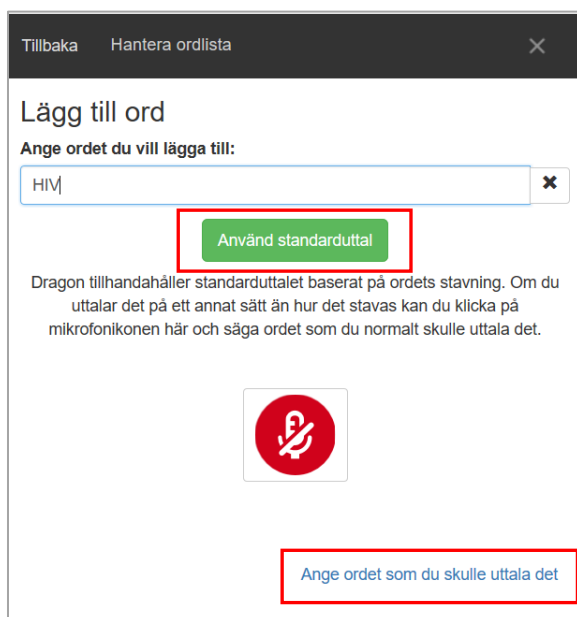 Tillbaka Hantera ordlista
Lägg till ord
Ange ordet du vill lägga till:
HIV
Använd standarduttal
Dragon tillhandahåller standarduttalet baserat på ordets stavning. Om du
uttalar det på ett annat sätt än hur det stavas kan du klicka på
mikrofonikonen här och säga ordet som du normalt skulle uttala det.
Ange ordet som du skulle uttala det